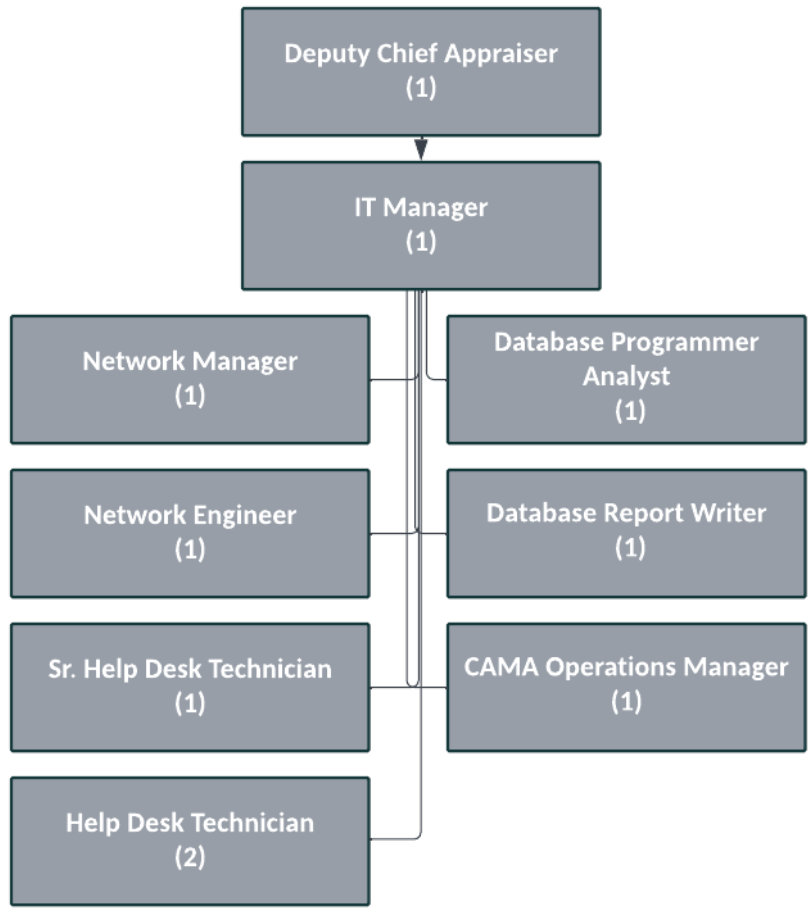 Deputy Chief Appraiser
(1)
IT Manager
(1)
Network Manager
(1)
Database Programmer
Analyst
(1)
Network Engineer
(1)
Database Report Writer
(1)
Sr. Help Desk Technician
(1)
CAMA Operations Manager
(1)
Help Desk Technician
(2)